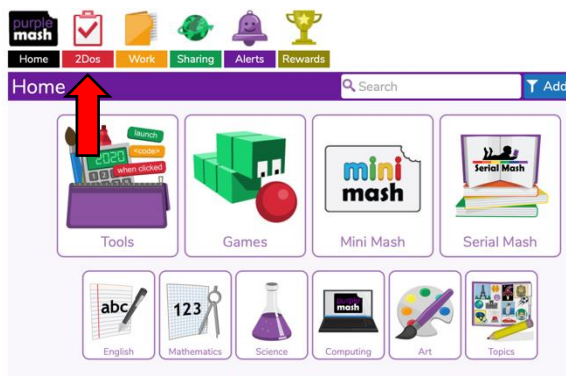 purple
mash
Home 2Dos Work Sharing Alerts Rewards
Home Search Add
launch
<code>
when clicked
2020
Tools
Games
mini
mash
Mini Mash
Serial Mash
Serial Mash
abc
English
123
Mathematics
Science
purple
mash
Computing
Art
Topics